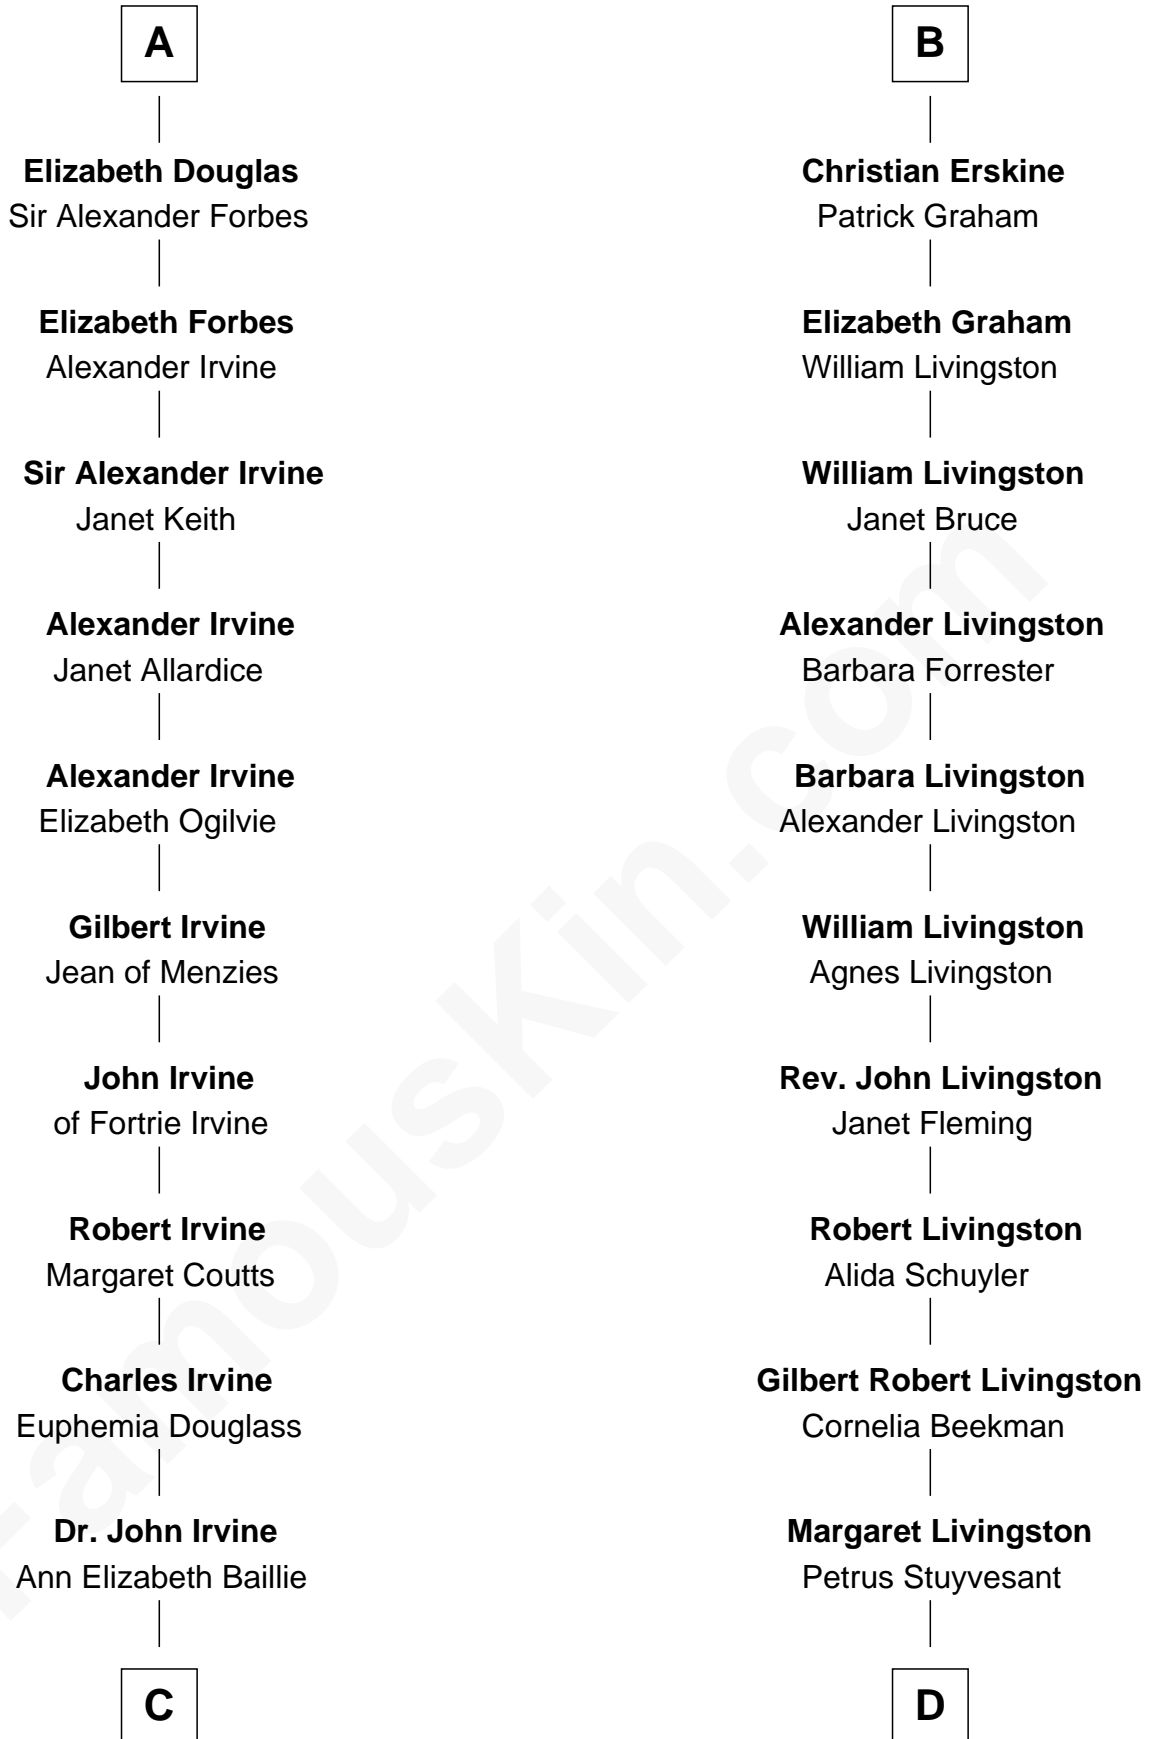 A
Elizabeth Douglas
Sir Alexander Forbes
Elizabeth Forbes
Alexander Irvine
Sir Alexander Irvine
Janet Keith
Alexander Irvine
Janet Allardice
Alexander Irvine
Elizabeth Ogilvie
Gilbert Irvine
Jean of Menzies
John Irvine
of Fortrie Irvine
Robert Irvine
Margaret Coutts
Charles Irvine
Euphemia Douglass
Dr. John Irvine
Ann Elizabeth Baillie
C
B
Christian Erskine
Patrick Graham
Elizabeth Graham
William Livingston
William Livingston
Janet Bruce
Alexander Livingston
Barbara Forrester
Barbara Livingston
Alexander Livingston
William Livingston
Agnes Livingston
Rev. John Livingston
Janet Fleming
Robert Livingston
Alida Schuyler
Gilbert Robert Livingston
Cornelia Beekman
Margaret Livingston
Petrus Stuyvesant
D
FamousKin.com